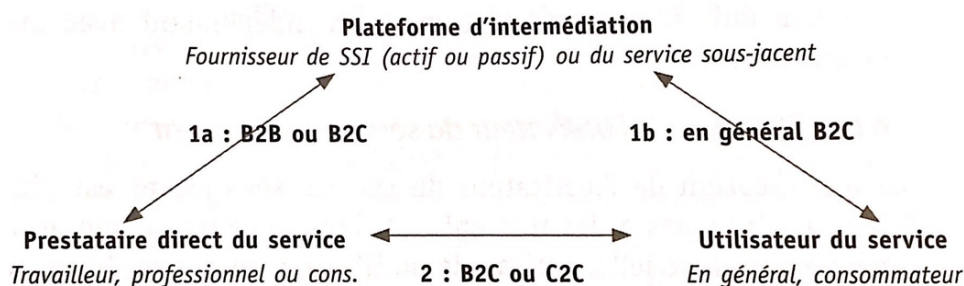 Plateforme d'intermédiation
Fournisseur de SSI (actif ou passif) ou du service sous-jacent
1a : B2B ou B2C
1b : en général B2C
Prestataire direct du service
Utilisateur du service
Travailleur, professionnel ou cons.
2 : B2C ou C2C
En général, consommateur